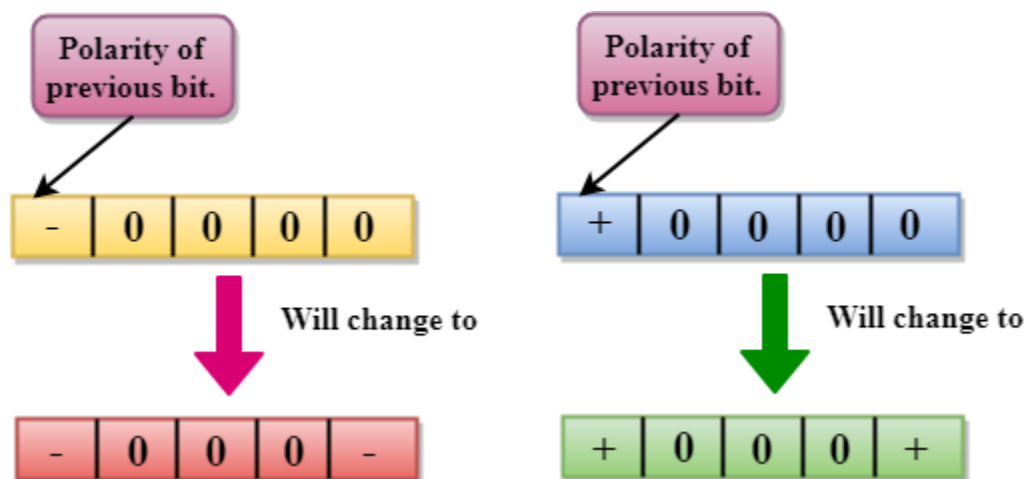 Polarity of
previous bit.
Polarity of
previous bit.
- 0 0 0 0
+ 0 0 0 0
Will change to
Will change to
- 0 0 0 -
+ 0 0 0 +